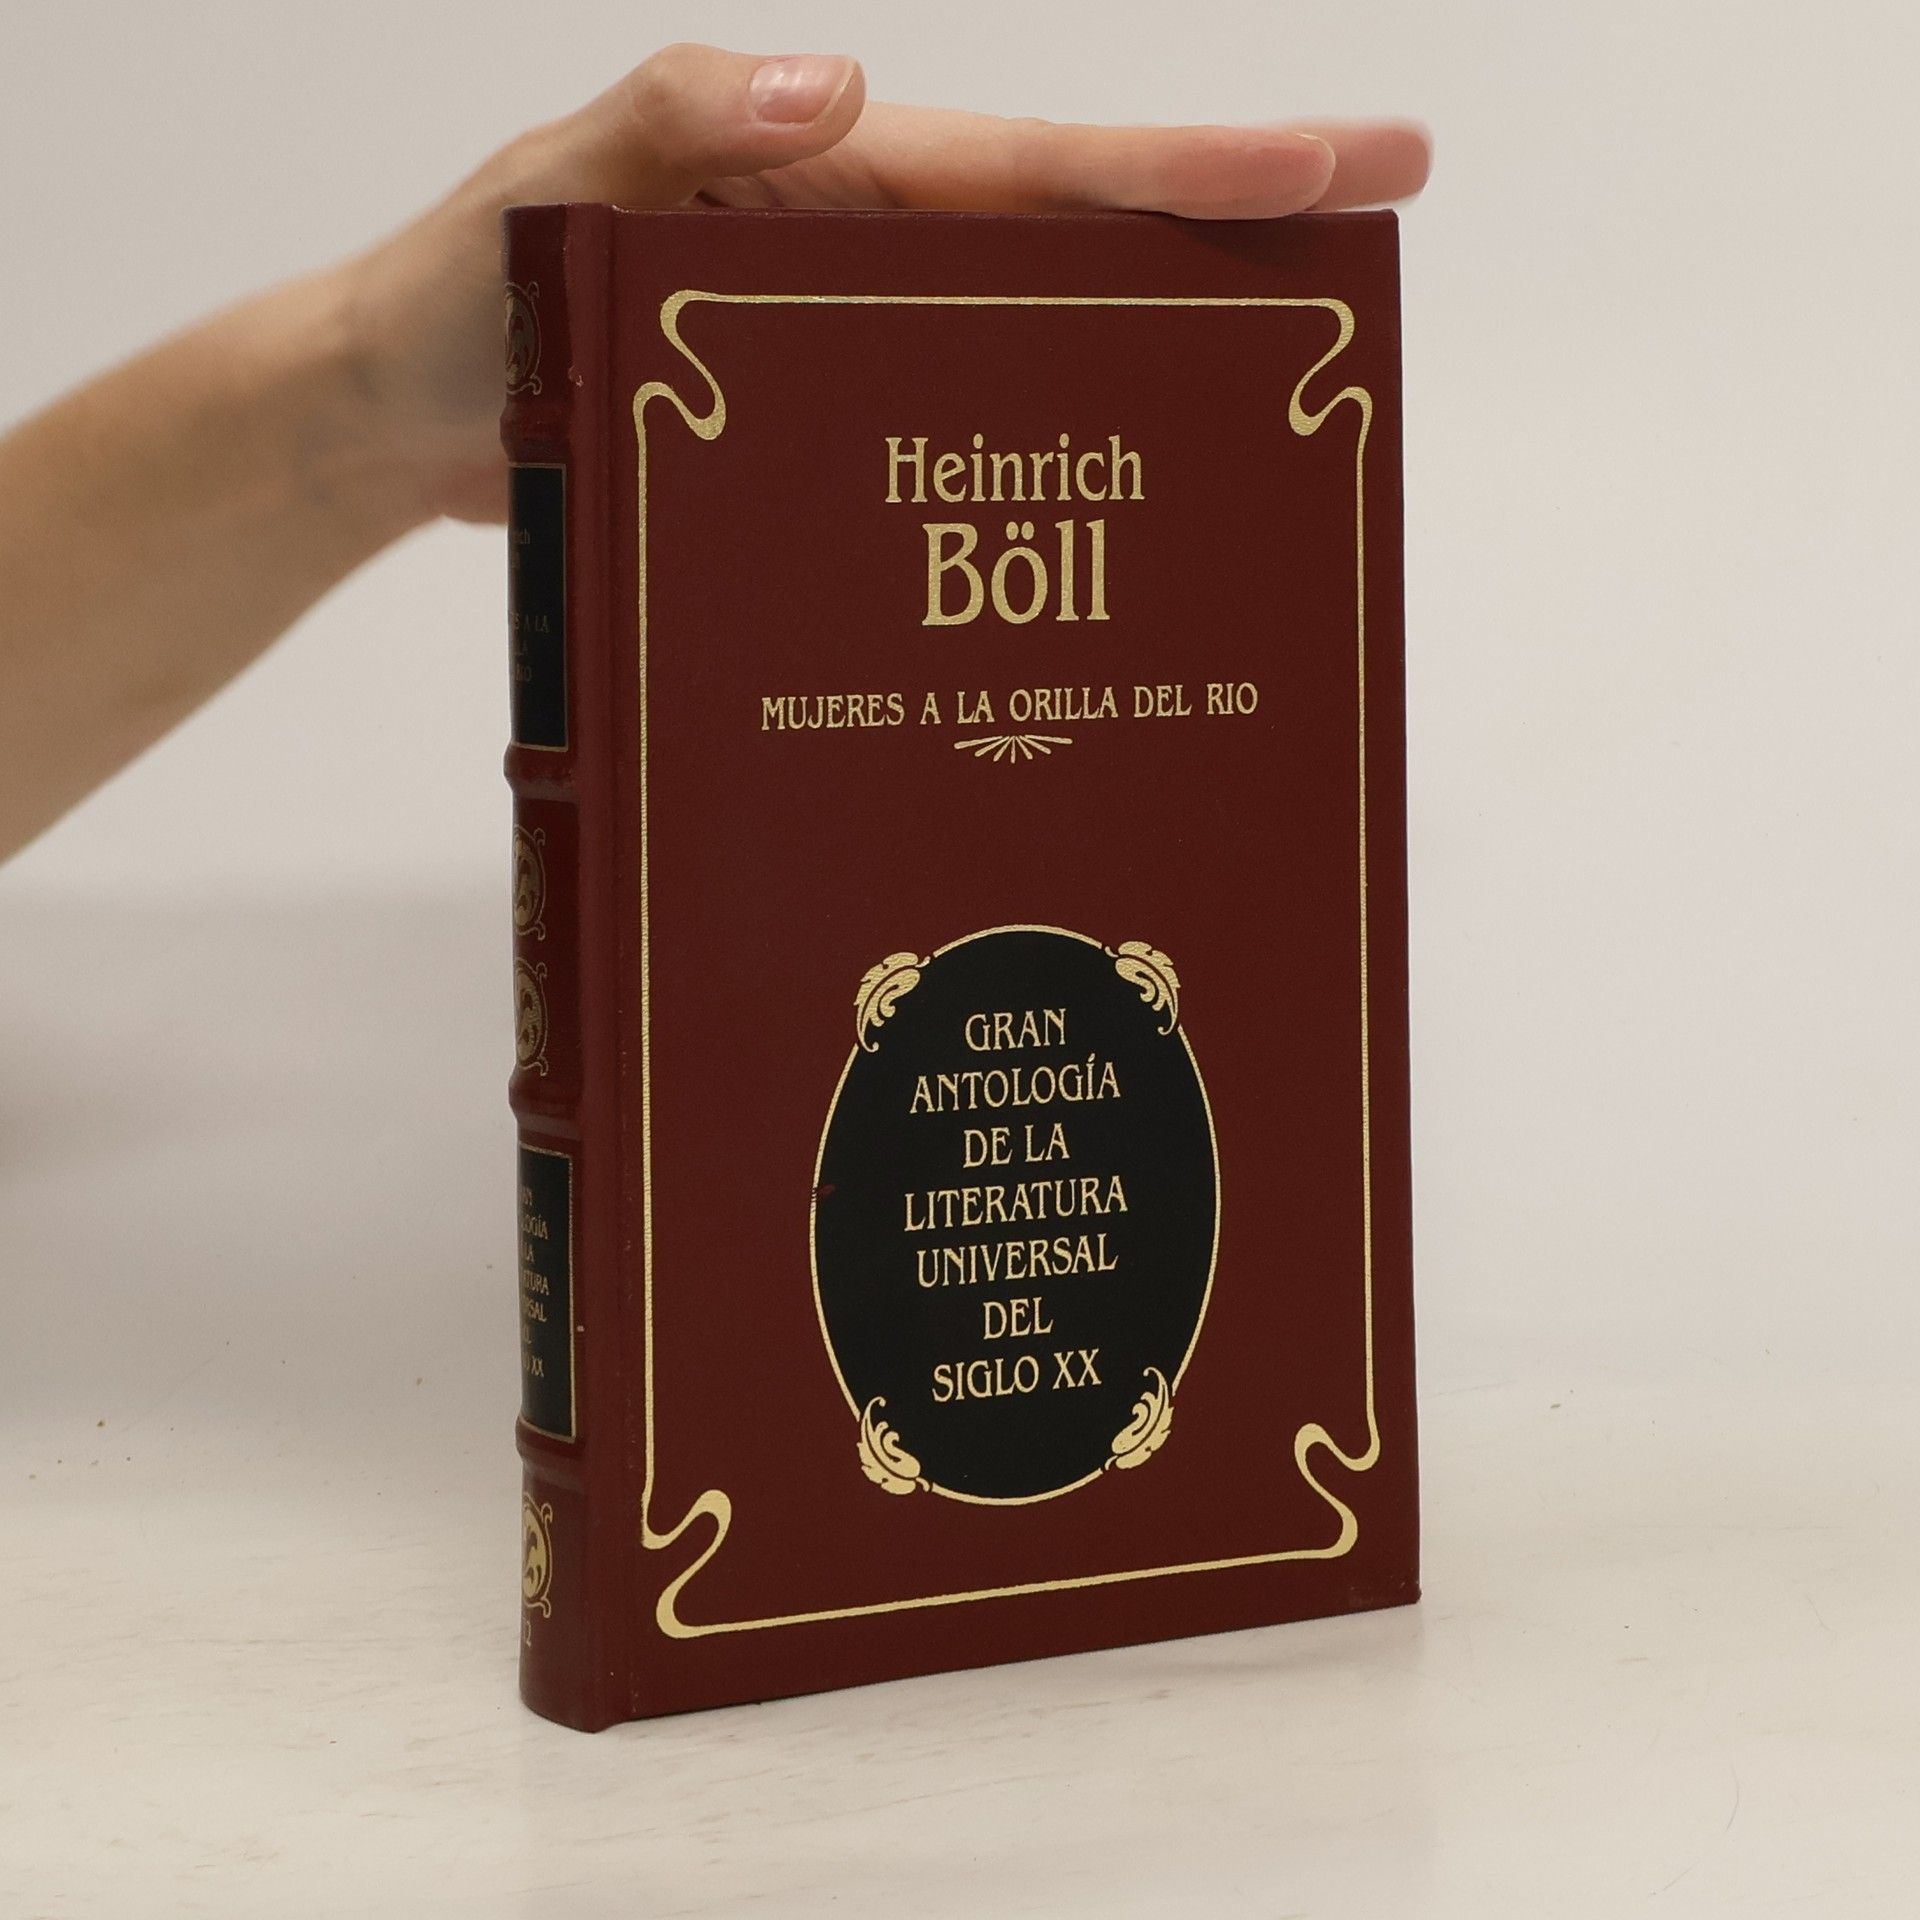 Heinrich
Böll
MUJERES A LA ORILLA DEL RIO
GRAN
ANTOLOGÍA
DE LA
LITERATURA
UNIVERSAL
DEL
SIGLO XX